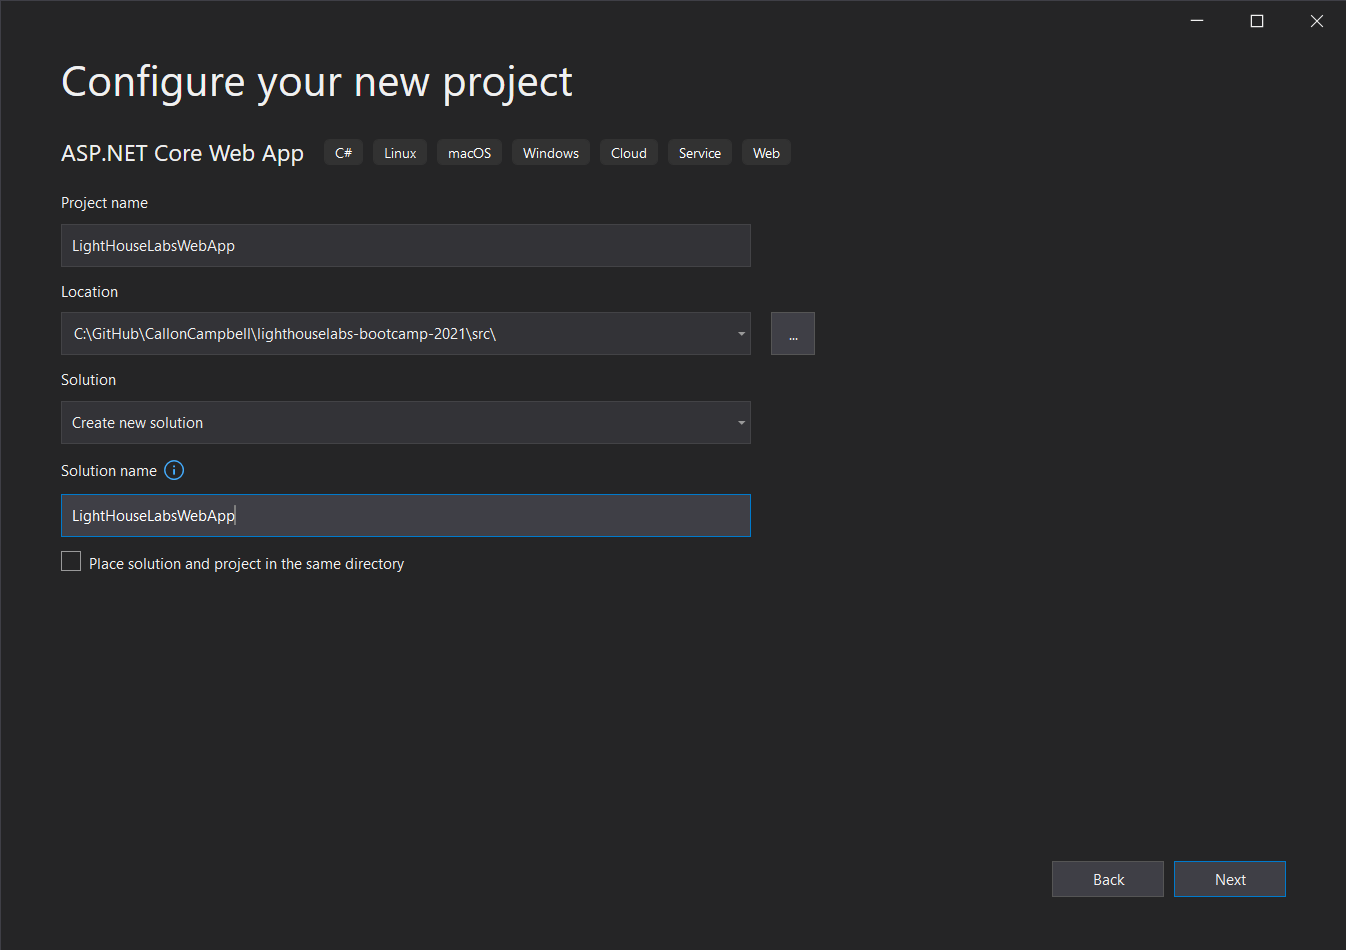 Configure your new project
ASP.NET Core Web App C# Linux macOS Windows Cloud Service Web
Project name
LightHouseLabsWebApp
Location
C:\GitHub\CallonCampbell\lighthouselabs-bootcamp-2021\src\
...
Solution
Create new solution
Solution name
LightHouseLabsWebApp
Place solution and project in the same directory
Back Next